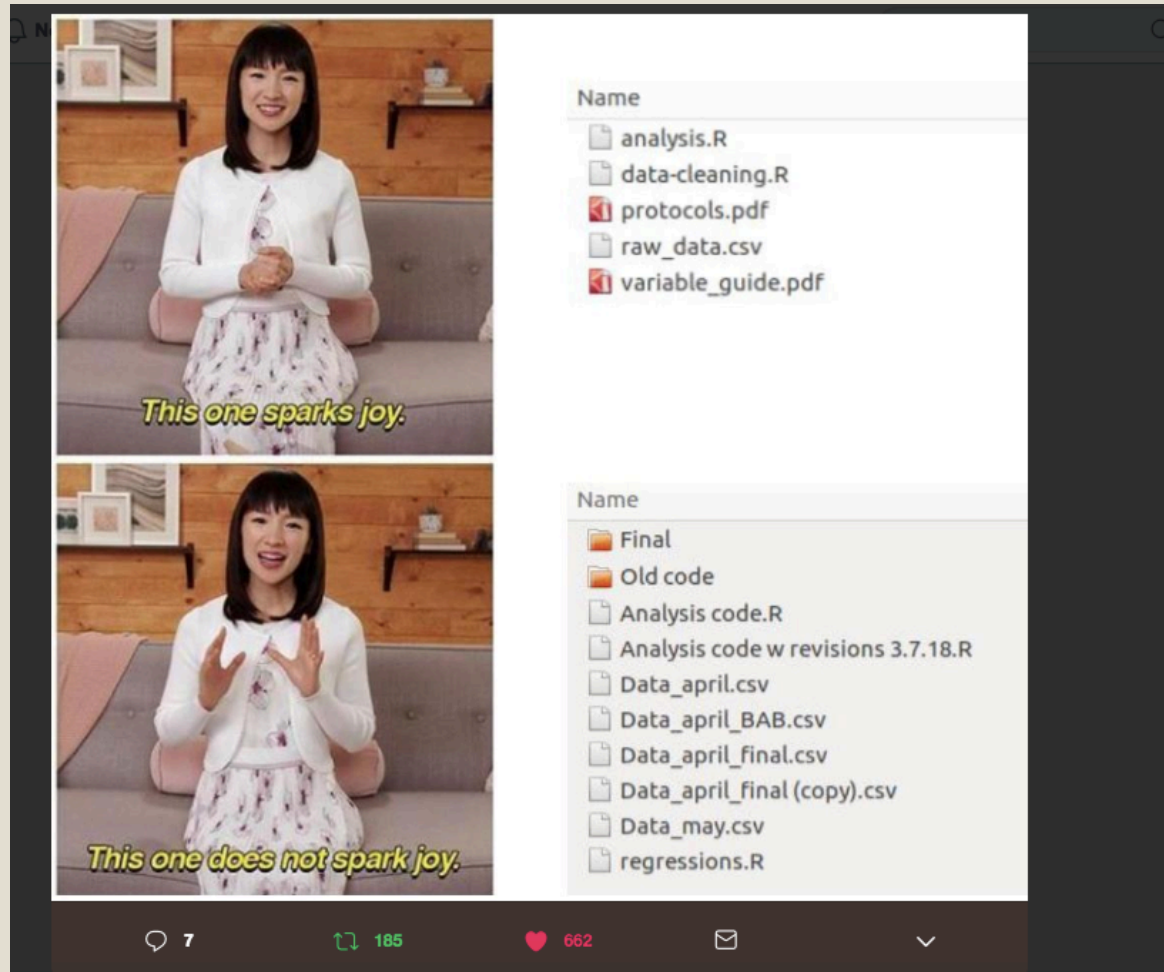 Name
analysis.R
data-cleaning.R
protocols.pdf
raw_data.csv
variable_guide.pdf
This one sparks joy.
Name
Final
Old code
Analysis code.R
Analysis code w revisions 3.7.18.R
Data_april.csv
Data_april_BAB.csv
Data_april_final.csv
Data_april_final (copy).csv
Data_may.csv
regressions.R
This one does not spark joy.
7 185 662